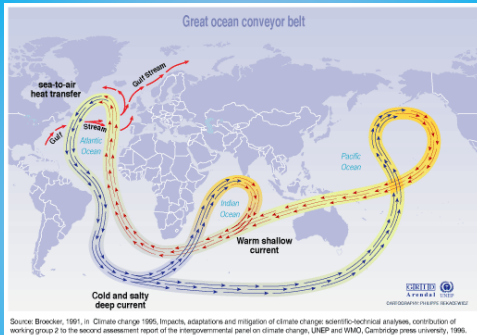 Great ocean conveyor belt
sea-to-air
heat transfer
Gulf Stream
Gulf
Stream
Atlantic
Ocean
Pacific
Ocean
Indian
Ocean
Warm shallow
current
Cold and salty
deep current
GRID
Arendal
UNEP
CARTOGRAPHY: PHILIPPE REKACEWICZ
Source: Broecker, 1991, in Climate change 1995, Impacts, adaptations and mitigation of climate change: scientific-technical analyses, contribution of
working group 2 to the second assessment report of the intergovernmental panel on climate change, UNEP and WMO, Cambridge press university, 1996.